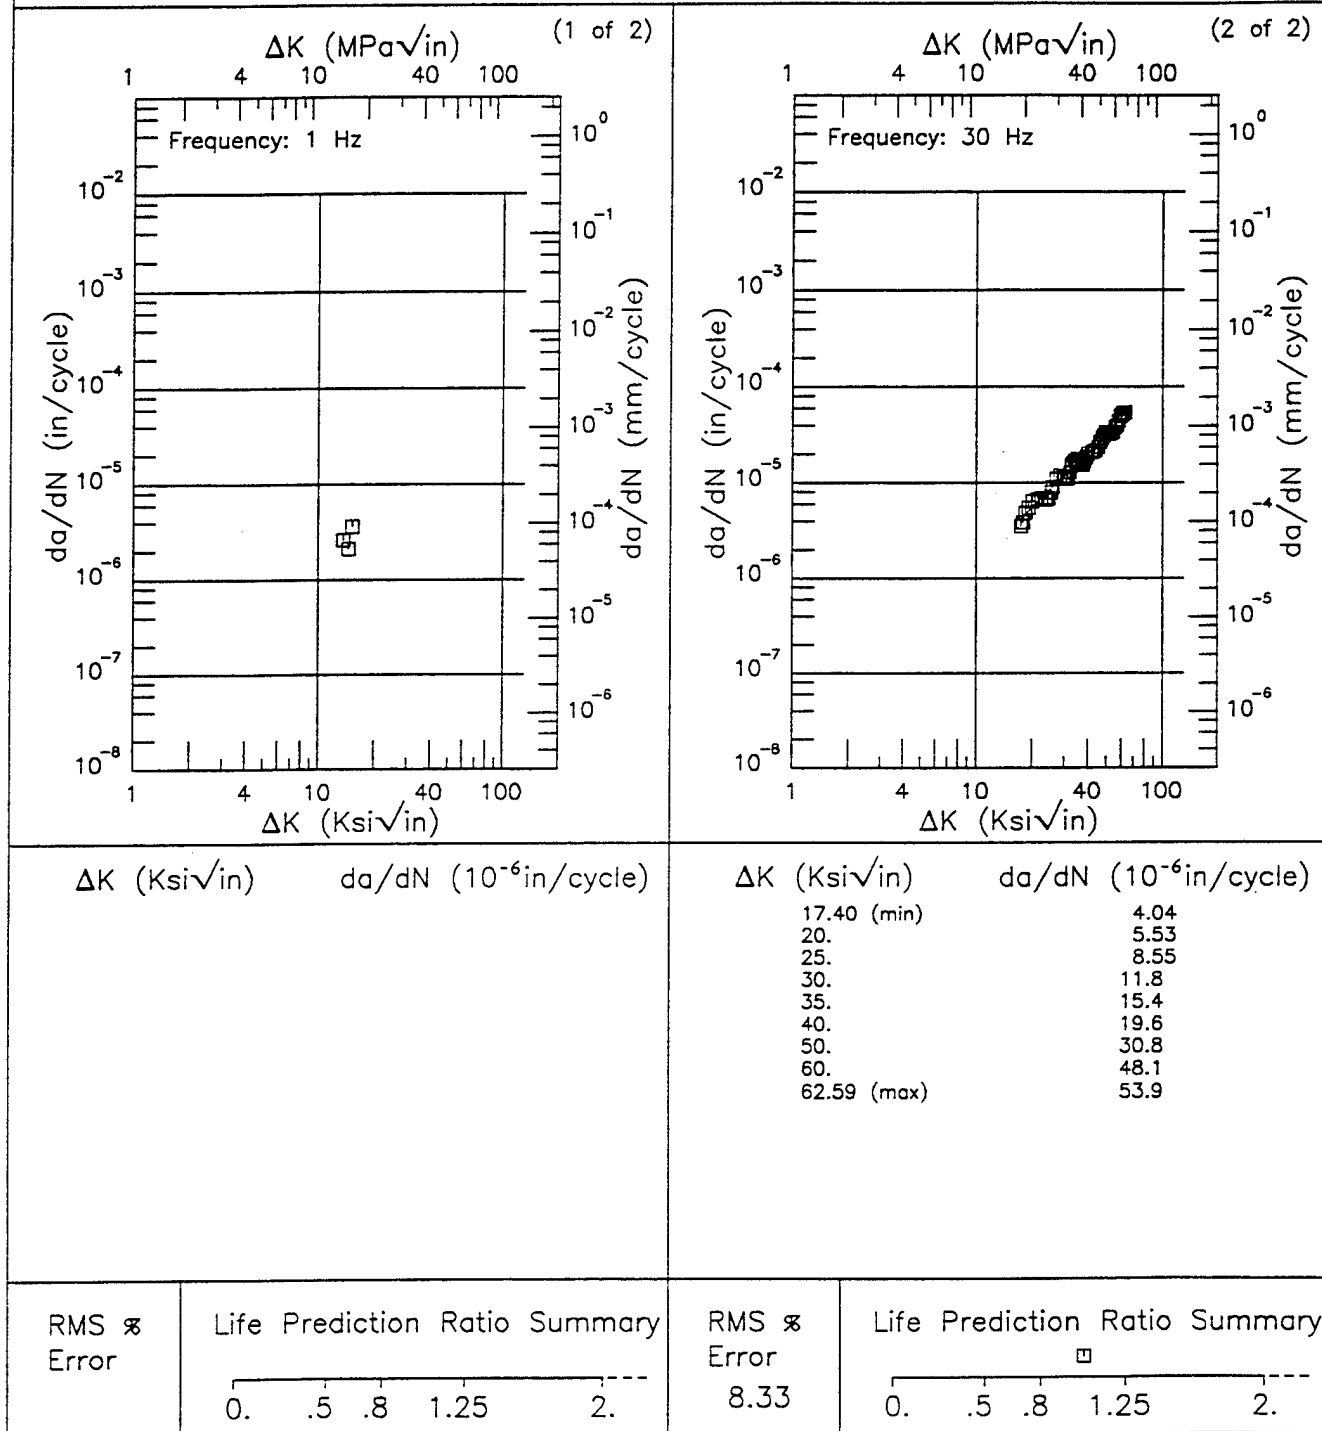 (1 of 2)
ΔK (MPa√in)
1 4 10 40 100
Frequency: 1 Hz
10⁰
10⁻²
10⁻¹
10⁻³
10⁻²
10⁻⁴
10⁻³
10⁻⁵
10⁻⁴
10⁻⁶
10⁻⁵
10⁻⁷
10⁻⁶
10⁻⁸
da/dN (in/cycle)
da/dN (mm/cycle)
1 4 10 40 100
ΔK (Ksi√in)
(2 of 2)
ΔK (MPa√in)
1 4 10 40 100
Frequency: 30 Hz
10⁰
10⁻²
10⁻¹
10⁻³
10⁻²
10⁻⁴
10⁻³
10⁻⁵
10⁻⁴
10⁻⁶
10⁻⁵
10⁻⁷
10⁻⁶
10⁻⁸
da/dN (in/cycle)
da/dN (mm/cycle)
1 4 10 40 100
ΔK (Ksi√in)
ΔK (Ksi√in) da/dN (10⁻⁶in/cycle)
ΔK (Ksi√in) da/dN (10⁻⁶in/cycle)
17.40 (min) 4.04
20. 5.53
25. 8.55
30. 11.8
35. 15.4
40. 19.6
50. 30.8
60. 48.1
62.59 (max) 53.9
RMS %
Error
Life Prediction Ratio Summary
0. .5 .8 1.25 2.
RMS %
Error
8.33
Life Prediction Ratio Summary
0. .5 .8 1.25 2.